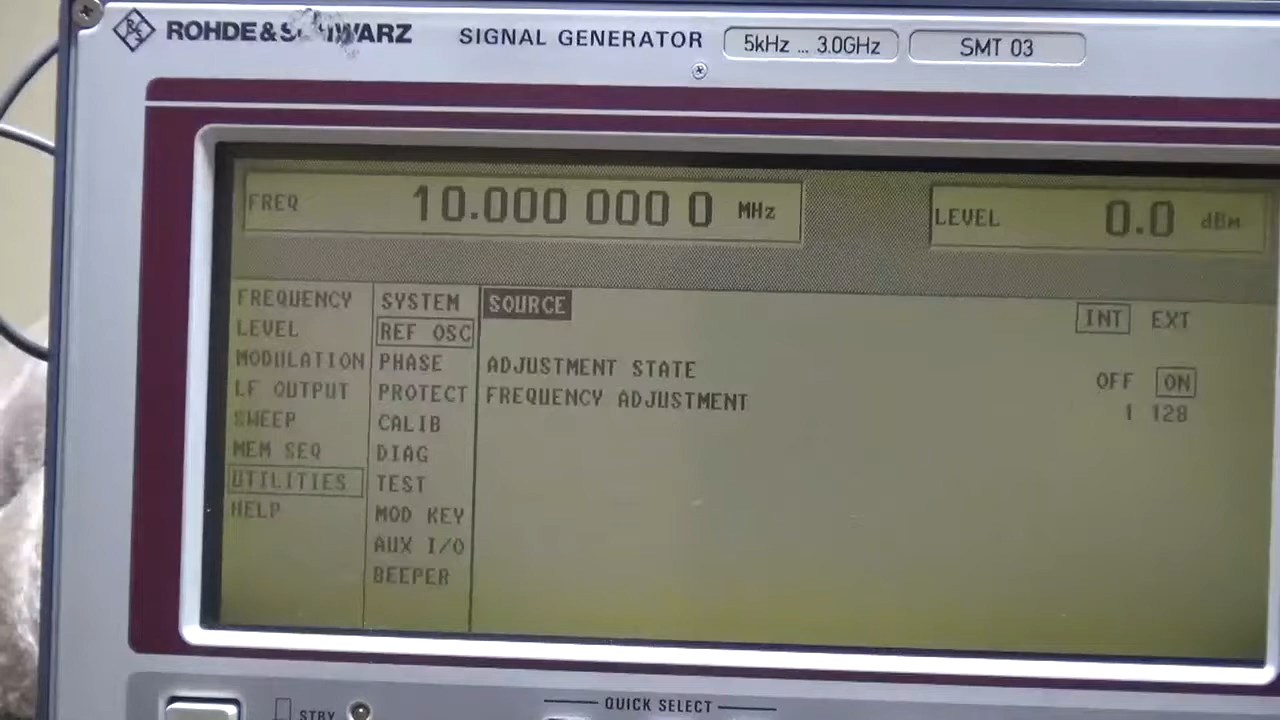 ROHDE&SCHWARZ SIGNAL GENERATOR 5kHz ... 3.0GHz SMT 03
FREQ 10.000 000 0 MHz LEVEL 0.0 dBm
FREQUENCY SYSTEM SOURCE INT EXT
LEVEL REF OSC
MODULATION PHASE ADJUSTMENT STATE OFF ON
LF OUTPUT PROTECT FREQUENCY ADJUSTMENT 1 128
SWEEP CALIB
MEM SEQ DIAG
UTILITIES TEST
HELP MOD KEY
AUX I/O
BEEPER
STBY QUICK SELECT